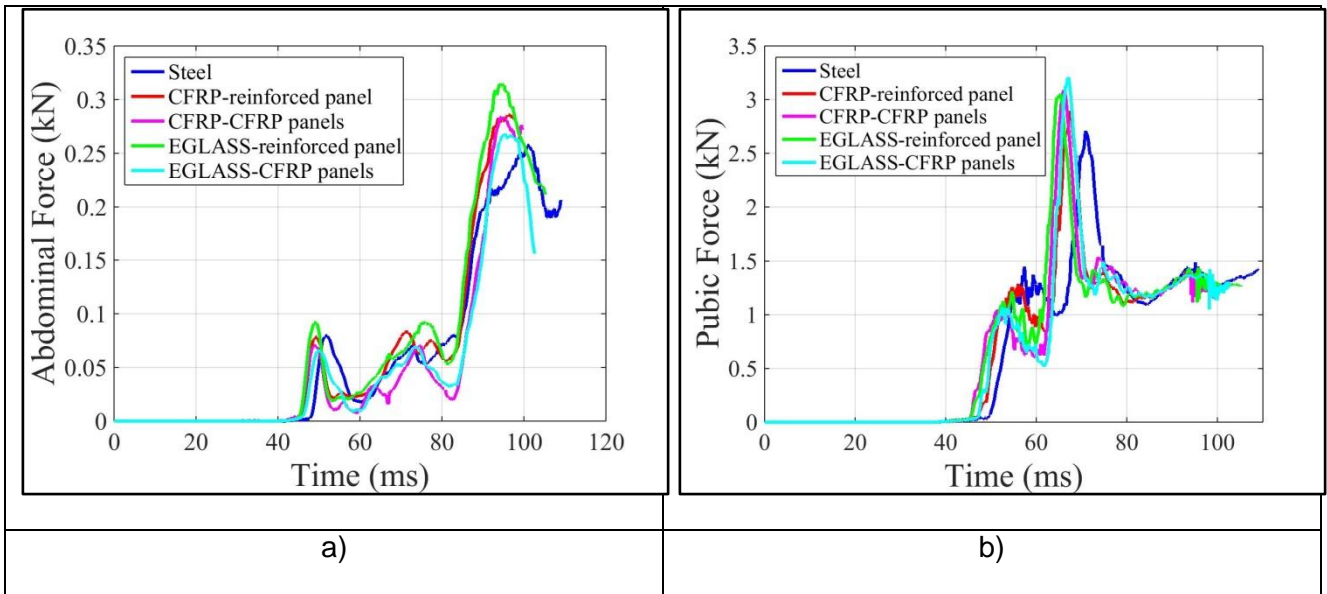 0.35
0.3
0.25
0.2
0.15
0.1
0.05
0
Abdominal Force (kN)
Steel
CFRP-reinforced panel
CFRP-CFRP panels
EGLASS-reinforced panel
EGLASS-CFRP panels
0 20 40 60 80 100 120
Time (ms)
a)
3.5
3
2.5
2
1.5
1
0.5
0
Pubic Force (kN)
Steel
CFRP-reinforced panel
CFRP-CFRP panels
EGLASS-reinforced panel
EGLASS-CFRP panels
0 20 40 60 80 100
Time (ms)
b)